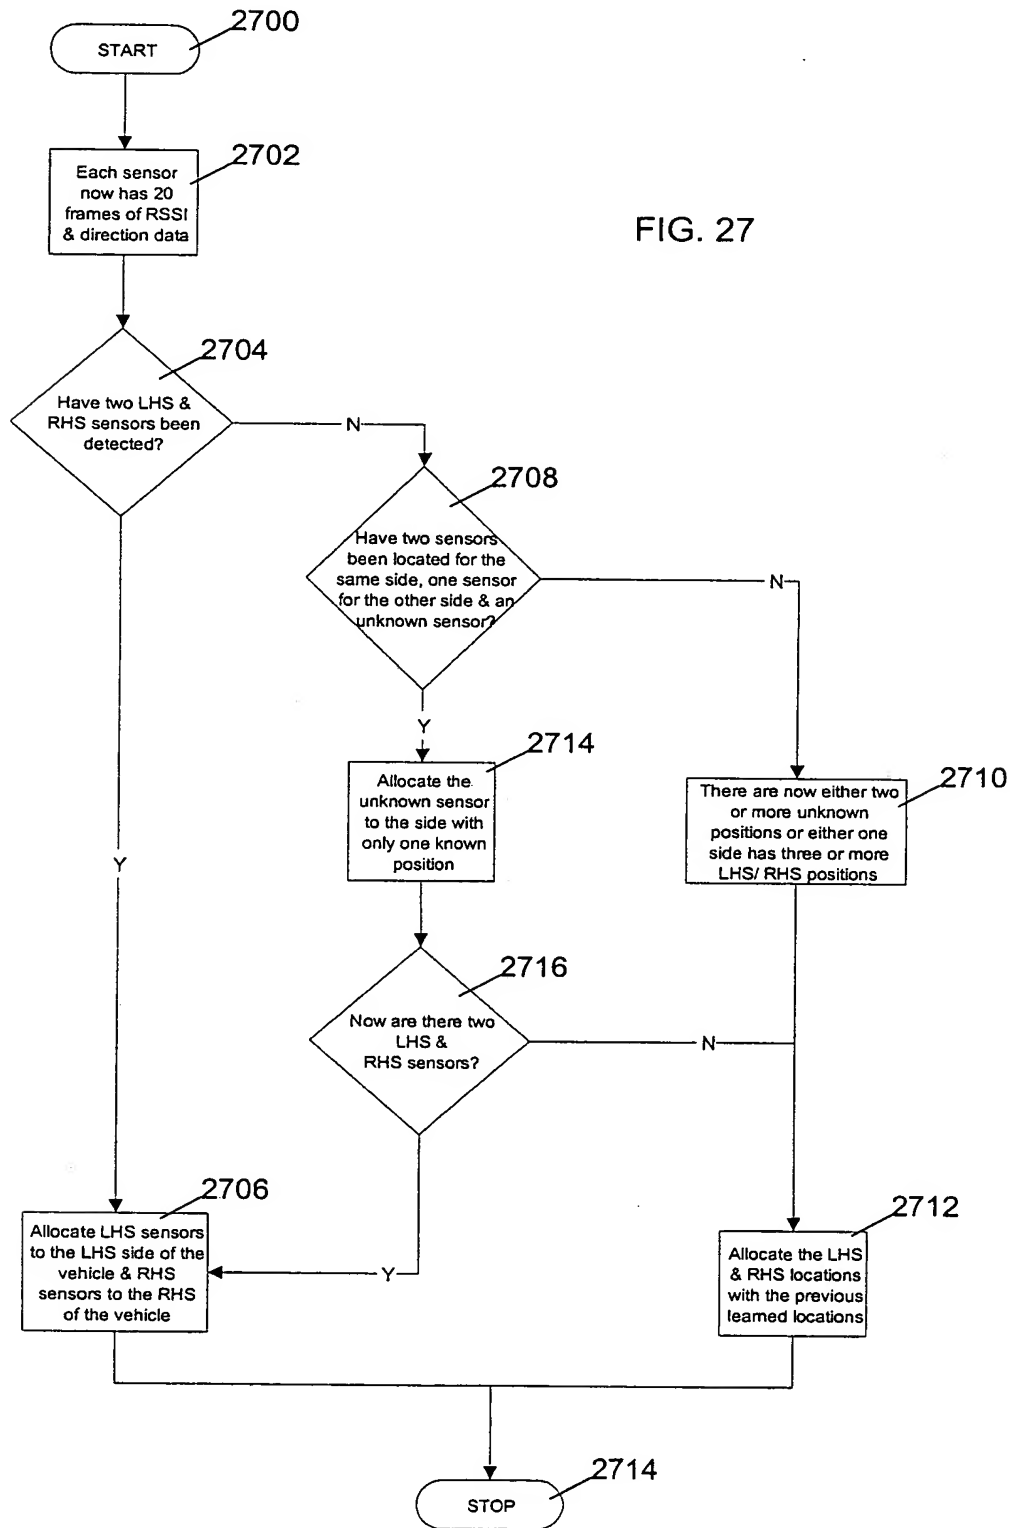 2700
START
2702
Each sensor
now has 20
frames of RSSI
& direction data
FIG. 27
2704
Have two LHS &
RHS sensors been
detected?
N
2708
Have two sensors
been located for the
same side, one sensor
for the other side & an
unknown sensor?
N
Y
2714
Allocate the
unknown sensor
to the side with
only one known
position
2710
There are now either two
or more unknown
positions or either one
side has three or more
LHS/ RHS positions
Y
2716
Now are there two
LHS &
RHS sensors?
N
2706
Allocate LHS sensors
to the LHS side of the
vehicle & RHS
sensors to the RHS
of the vehicle
Y
2712
Allocate the LHS
& RHS locations
with the previous
learned locations
2714
STOP